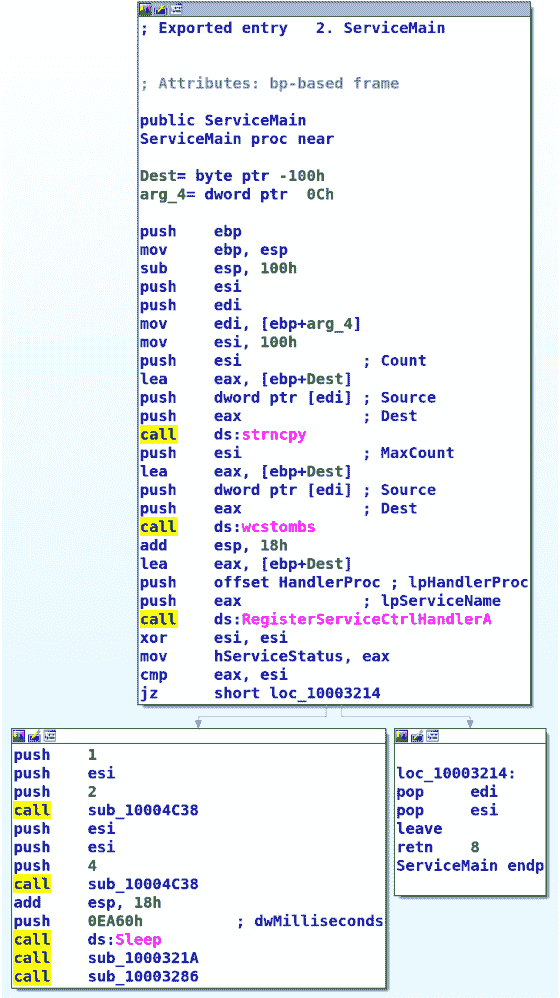 ; Exported entry   2. ServiceMain
; Attributes: bp-based frame
public ServiceMain
ServiceMain proc near
Dest= byte ptr -100h
arg_4= dword ptr  0Ch
push    ebp
mov     ebp, esp
sub     esp, 100h
push    esi
push    edi
mov     edi, [ebp+arg_4]
mov     esi, 100h
push    esi             ; Count
lea     eax, [ebp+Dest]
push    dword ptr [edi] ; Source
push    eax             ; Dest
call    ds:strncpy
push    esi             ; MaxCount
lea     eax, [ebp+Dest]
push    dword ptr [edi] ; Source
push    eax             ; Dest
call    ds:wcstombs
add     esp, 18h
lea     eax, [ebp+Dest]
push    offset HandlerProc ; lpHandlerProc
push    eax             ; lpServiceName
call    ds:RegisterServiceCtrlHandlerA
xor     esi, esi
mov     hServiceStatus, eax
cmp     eax, esi
jz      short loc_10003214
push    1
push    esi
push    2
call    sub_10004C38
push    esi
push    esi
push    4
call    sub_10004C38
add     esp, 18h
push    0EA60h          ; dwMilliseconds
call    ds:Sleep
call    sub_1000321A
call    sub_10003286
loc_10003214:
pop     edi
pop     esi
leave
retn    8
ServiceMain endp